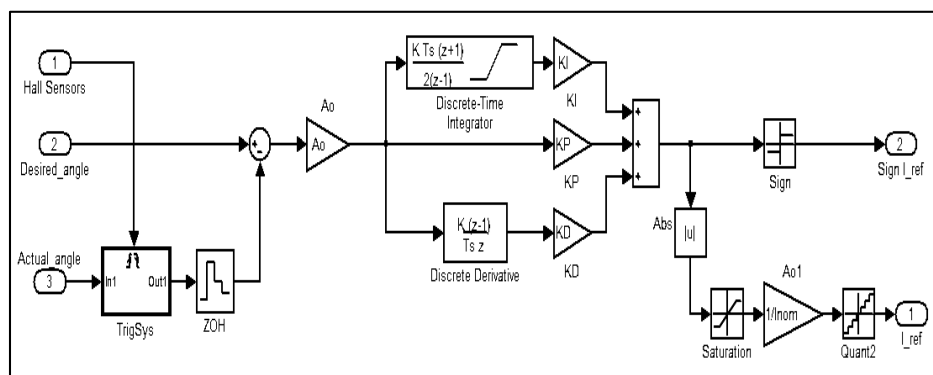 1
Hall Sensors
2
Desired_angle
Actual_angle
3
In1
Out1
TrigSys
ZOH
+
-
Ao
Ao
K Ts (z+1)
2(z-1)
Discrete-Time
Integrator
KI
KI
KP
KP
K (z-1)
Ts z
Discrete Derivative
KD
KD
+
+
+
Sign
2
Sign I_ref
Abs
|u|
Saturation
Ao1
1/Inom
Quant2
1
I_ref